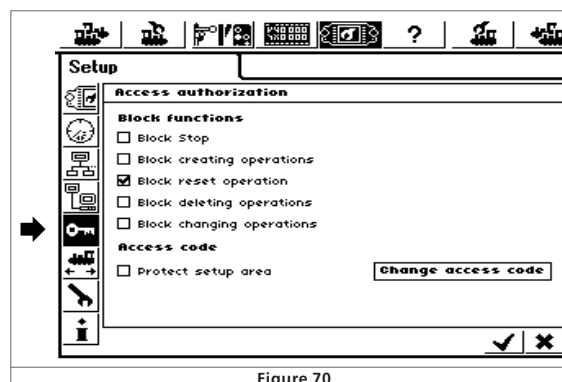 ?
Setup
Access authorization
Block functions
Block Stop
Block creating operations
Block reset operation
Block deleting operations
Block changing operations
Access code
Protect setup area
Change access code
Figure 70